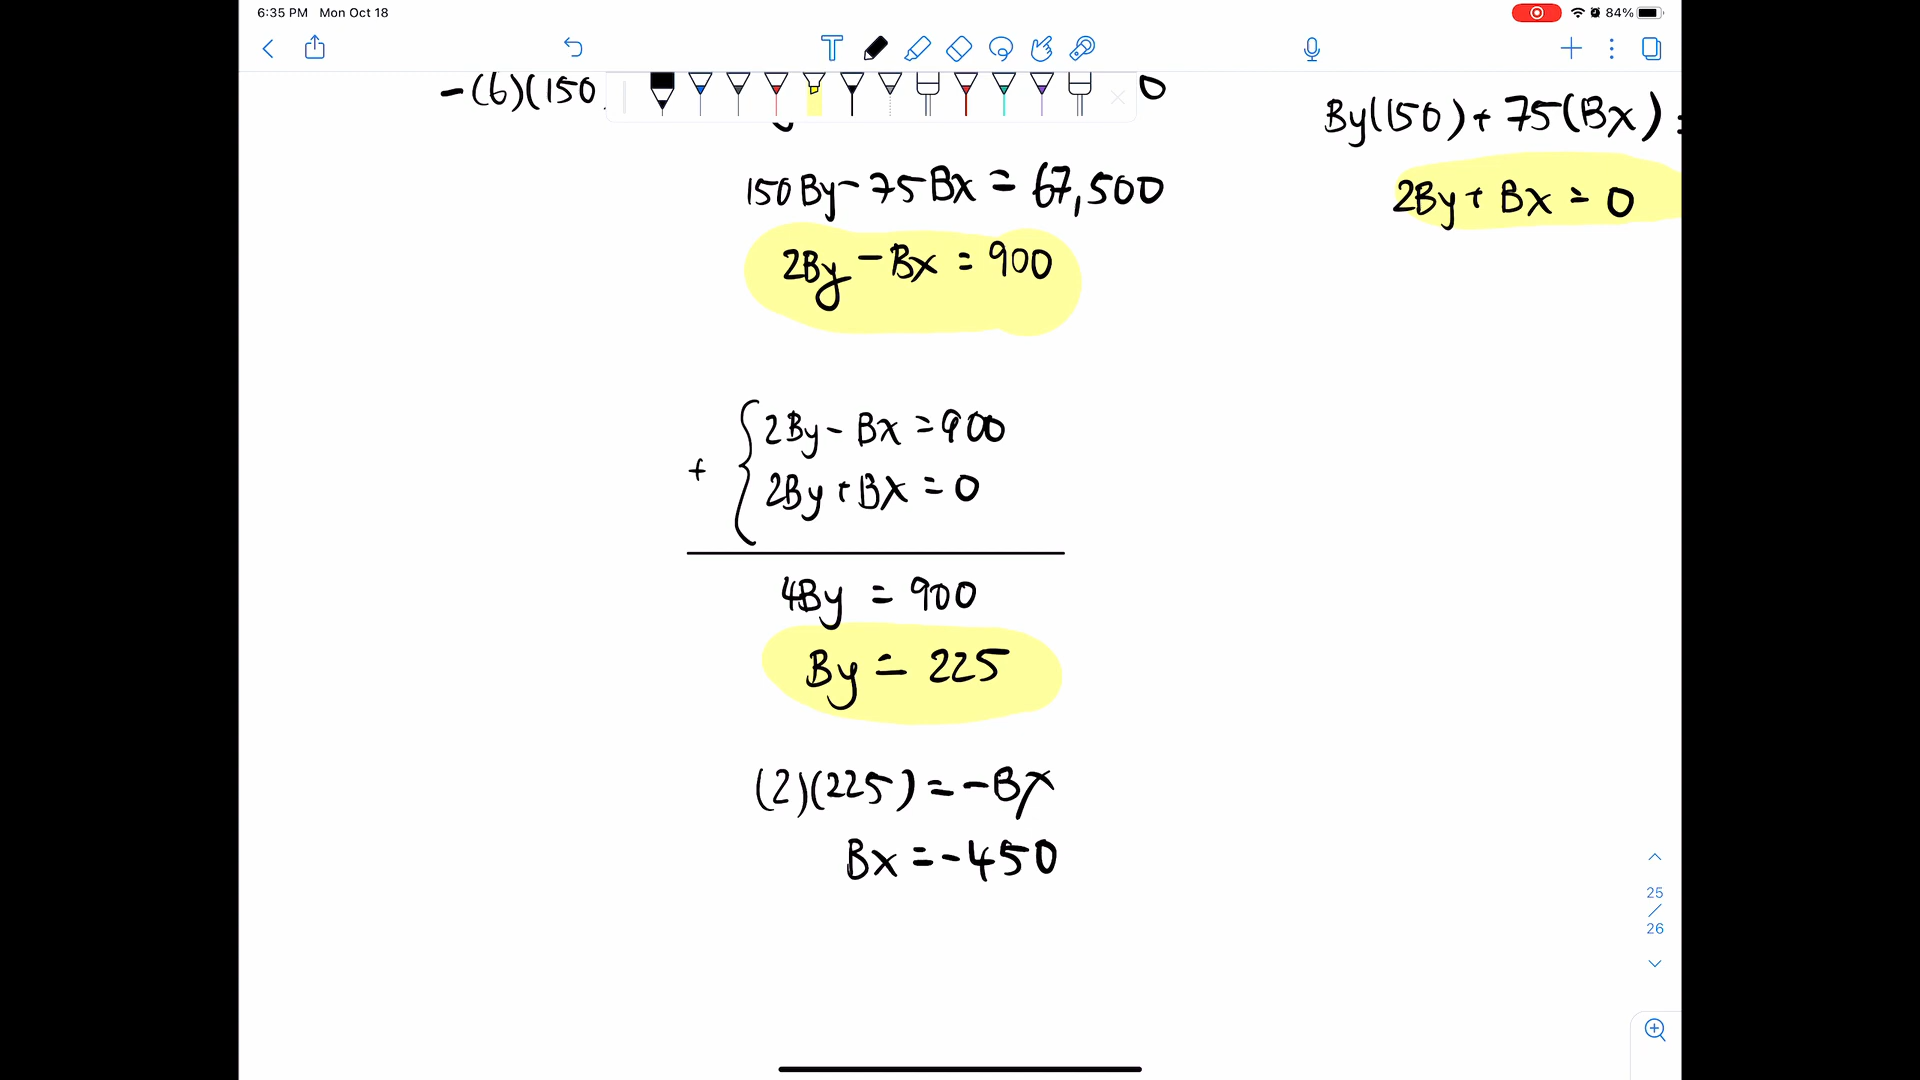 6:35 PM Mon Oct 18
84%
-(6)(150
0
By(150) + 75(Bx) =
150By - 75Bx = 67,500
2By + Bx = 0
2By - Bx = 900
2By - Bx = 900
+
2By + Bx = 0
4By = 900
By = 225
(2)(225) = -Bx
Bx = -450
25
/
26